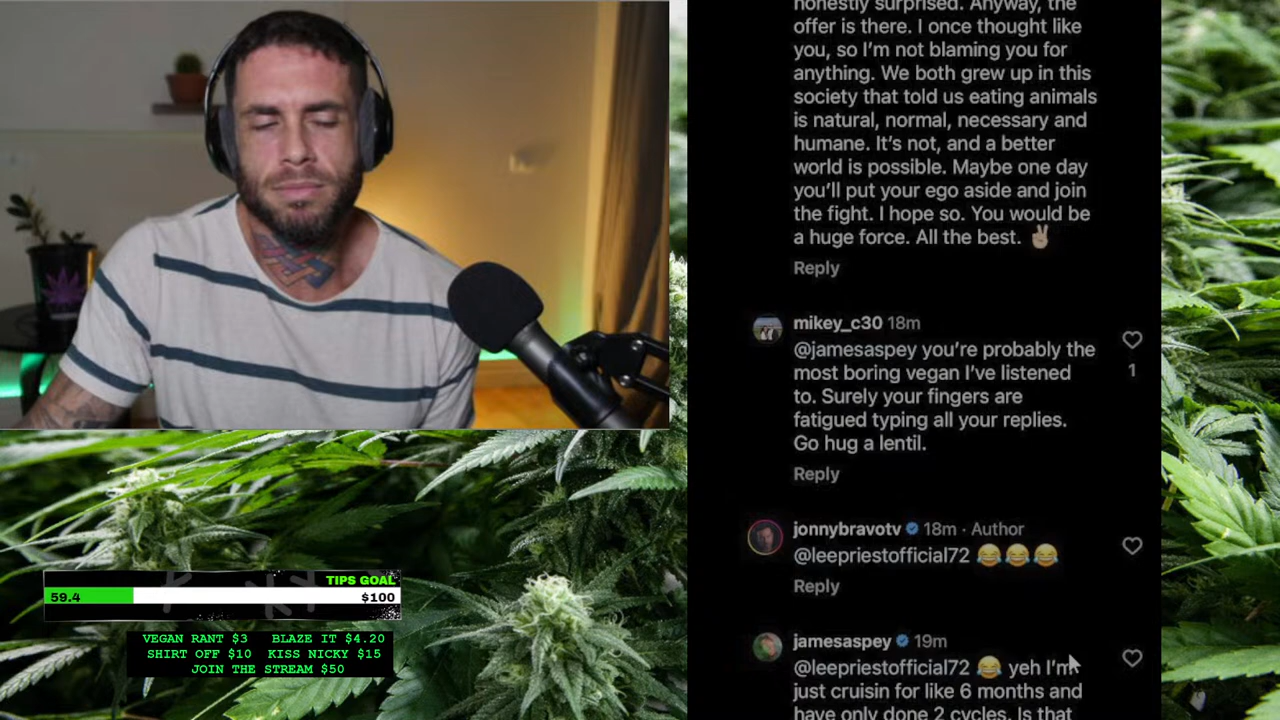 honestly surprised. Anyway, the
offer is there. I once thought like
you, so I'm not blaming you for
anything. We both grew up in this
society that told us eating animals
is natural, normal, necessary and
humane. It's not, and a better
world is possible. Maybe one day
you'll put your ego aside and join
the fight. I hope so. You would be
a huge force. All the best. ✌🏼
Reply
mikey_c30 18m
@jamesaspey you're probably the
most boring vegan I've listened
to. Surely your fingers are
fatigued typing all your replies.
Go hug a lentil.
1
Reply
jonnybravotv 18m · Author
@leepriestofficial72 😂😂😂
Reply
jamesaspey 19m
@leepriestofficial72 😂 yeh I'm
just cruisin for like 6 months and
have only done 2 cycles. Is that
TIPS GOAL
59.4 $100
VEGAN RANT $3 BLAZE IT $4.20
SHIRT OFF $10 KISS NICKY $15
JOIN THE STREAM $50